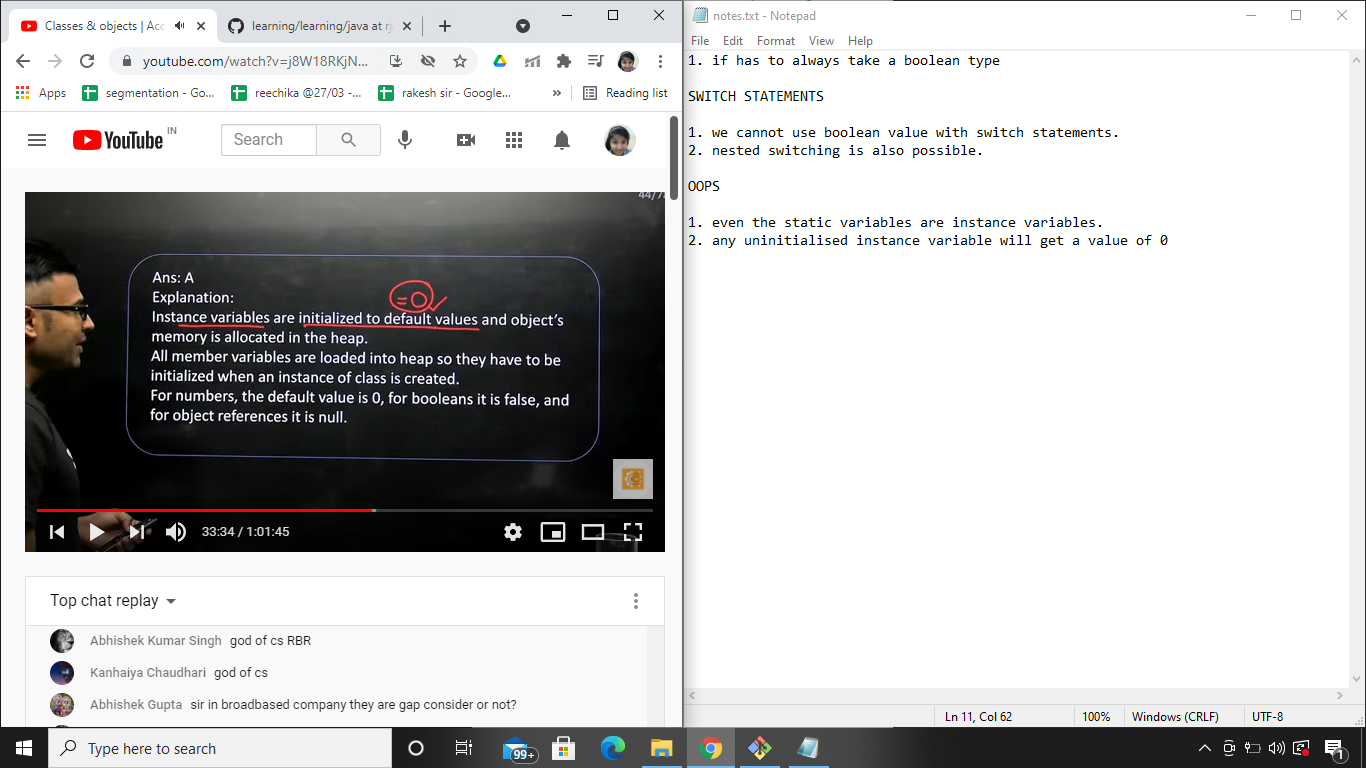 Classes & objects | Acc
learning/learning/java at rj
youtube.com/watch?v=j8W18RKjN...
Apps
segmentation - Go...
reechika @27/03 -...
rakesh sir - Google...
»
Reading list
YouTube IN
Search
44/7
Ans: A
Explanation:
=0
Instance variables are initialized to default values and object's
memory is allocated in the heap.
All member variables are loaded into heap so they have to be
initialized when an instance of class is created.
For numbers, the default value is 0, for booleans it is false, and
for object references it is null.
33:34 / 1:01:45
Top chat replay
Abhishek Kumar Singh god of cs RBR
Kanhaiya Chaudhari god of cs
Abhishek Gupta sir in broadbased company they are gap consider or not?
notes.txt - Notepad
File Edit Format View Help
1. if has to always take a boolean type
SWITCH STATEMENTS
1. we cannot use boolean value with switch statements.
2. nested switching is also possible.
OOPS
1. even the static variables are instance variables.
2. any uninitialised instance variable will get a value of 0
Ln 11, Col 62
100%
Windows (CRLF)
UTF-8
Type here to search
99+
1